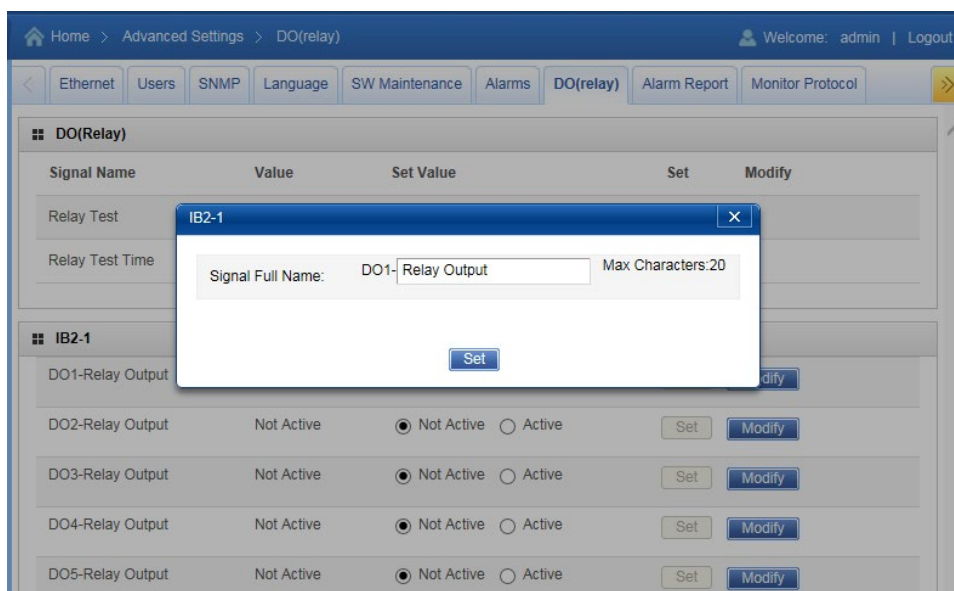 Home > Advanced Settings > DO(relay) Welcome: admin | Logout
Ethernet Users SNMP Language SW Maintenance Alarms DO(relay) Alarm Report Monitor Protocol
DO(Relay)
Signal Name Value Set Value Set Modify
Relay Test
IB2-1
Relay Test Time
Signal Full Name: DO1- Relay Output Max Characters:20
IB2-1
Set
DO1-Relay Output Modify
DO2-Relay Output Not Active Not Active Active Set Modify
DO3-Relay Output Not Active Not Active Active Set Modify
DO4-Relay Output Not Active Not Active Active Set Modify
DO5-Relay Output Not Active Not Active Active Set Modify